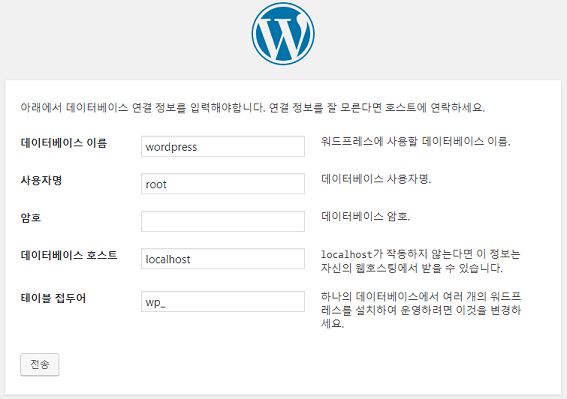 아래에서 데이터베이스 연결 정보를 입력해야합니다. 연결 정보를 잘 모른다면 호스트에 연락하세요.
데이터베이스 이름 wordpress 워드프레스에 사용할 데이터베이스 이름.
사용자명 root 데이터베이스 사용자명.
암호 데이터베이스 암호.
데이터베이스 호스트 localhost localhost가 작동하지 않는다면 이 정보는
자신의 웹호스팅에서 받을 수 있습니다.
테이블 접두어 wp_ 하나의 데이터베이스에서 여러 개의 워드프
레스를 설치하여 운영하려면 이것을 변경하
세요.
전송